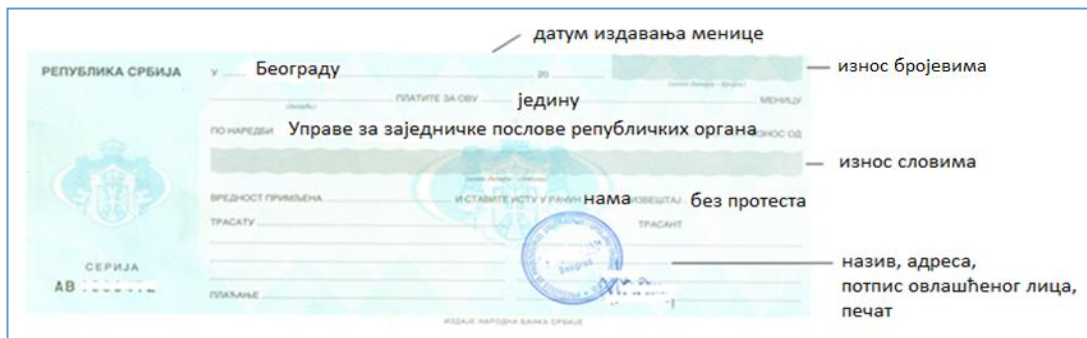 датум издавања менице
РЕПУБЛИКА СРБИЈА У Београду 20 износ бројевима
ПЛАТИТЕ ЗА ОВУ једину МЕНИЦУ
ПО НАРЕДБИ Управе за заједничке послове републичких органа ИЗНОС ОД
износ словима
ВРЕДНОСТ ПРИМЉЕНА И СТАВИТЕ ИСТУ У РАЧУН нама ИЗВЕШТАЈ без протеста
ТРАСАТУ ТРАСАНТ
Београд
СЕРИЈА
АВ
назив, адреса,
потпис овлашћеног лица,
печат
ПЛАЋАЊЕ
ИЗДАЈЕ НАРОДНА БАНКА СРБИЈЕ